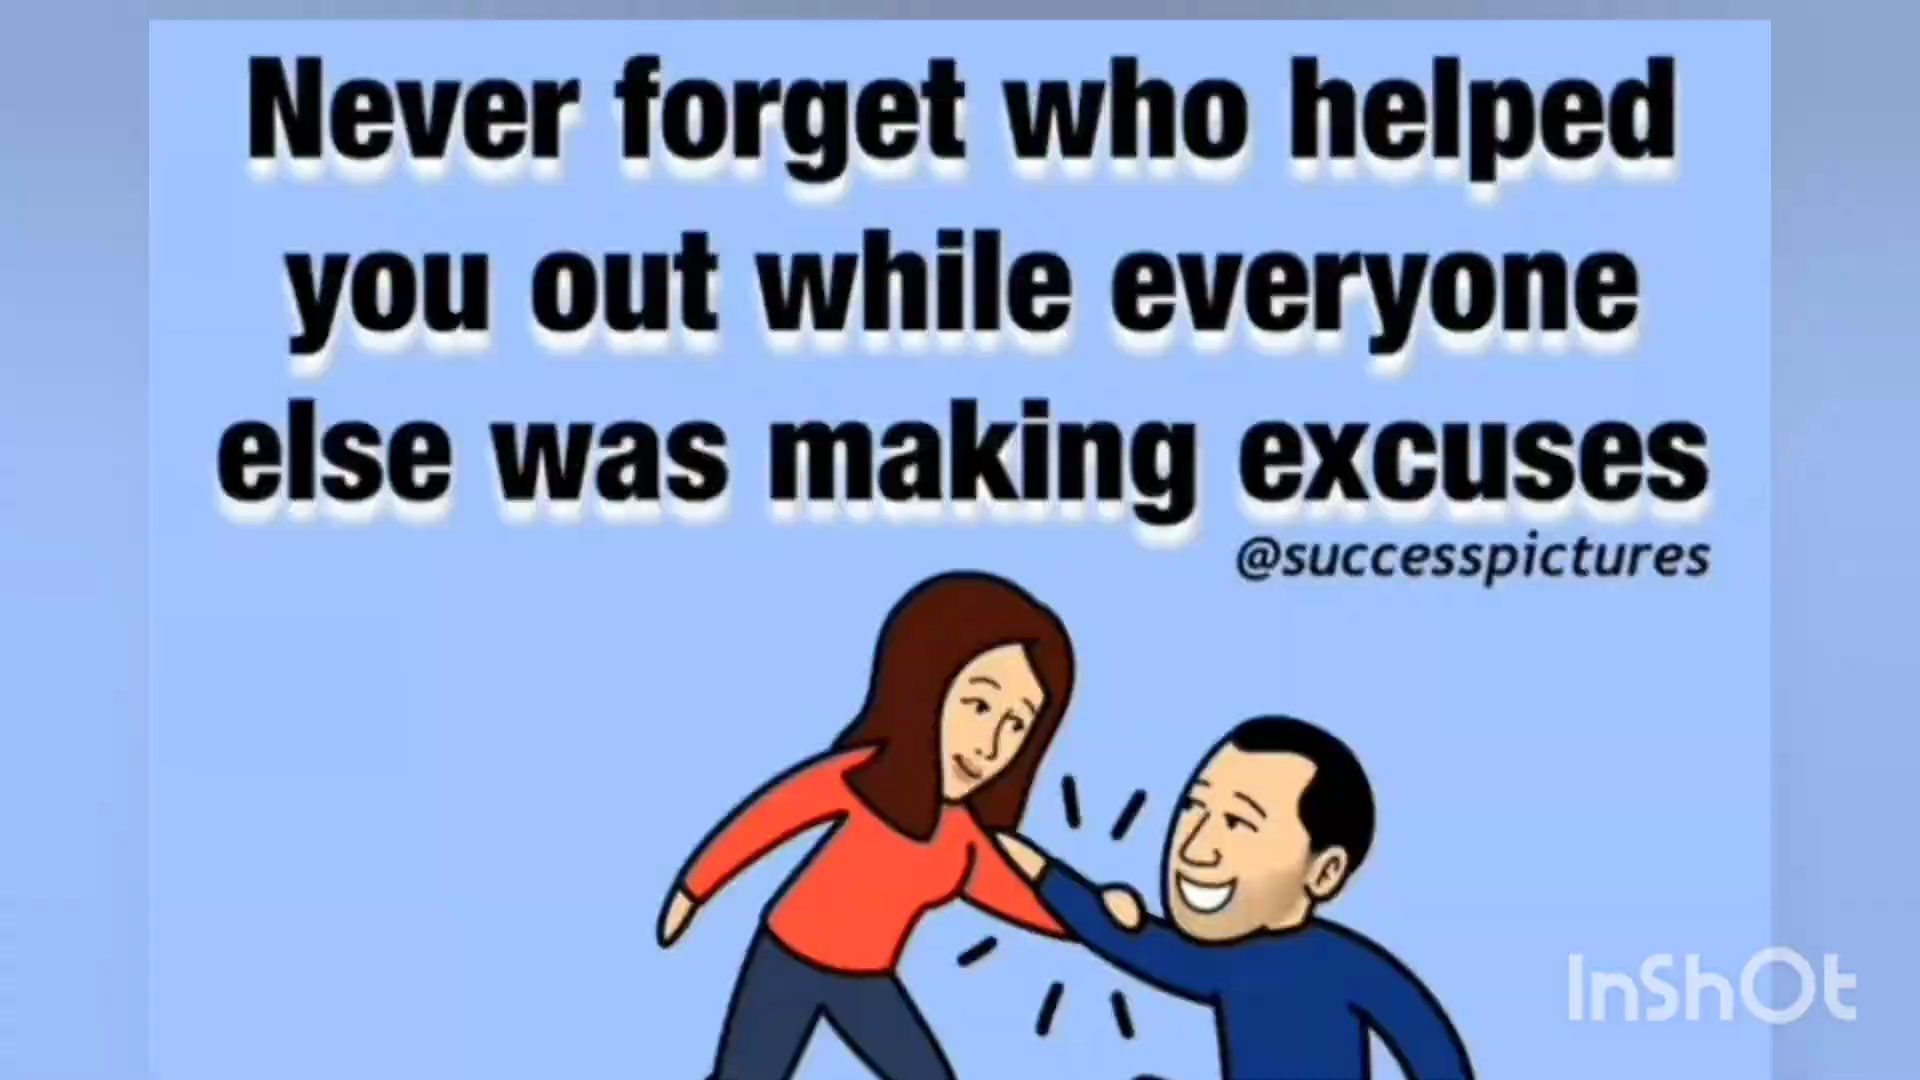 Never forget who helped
you out while everyone
else was making excuses
@successpictures
InShOt